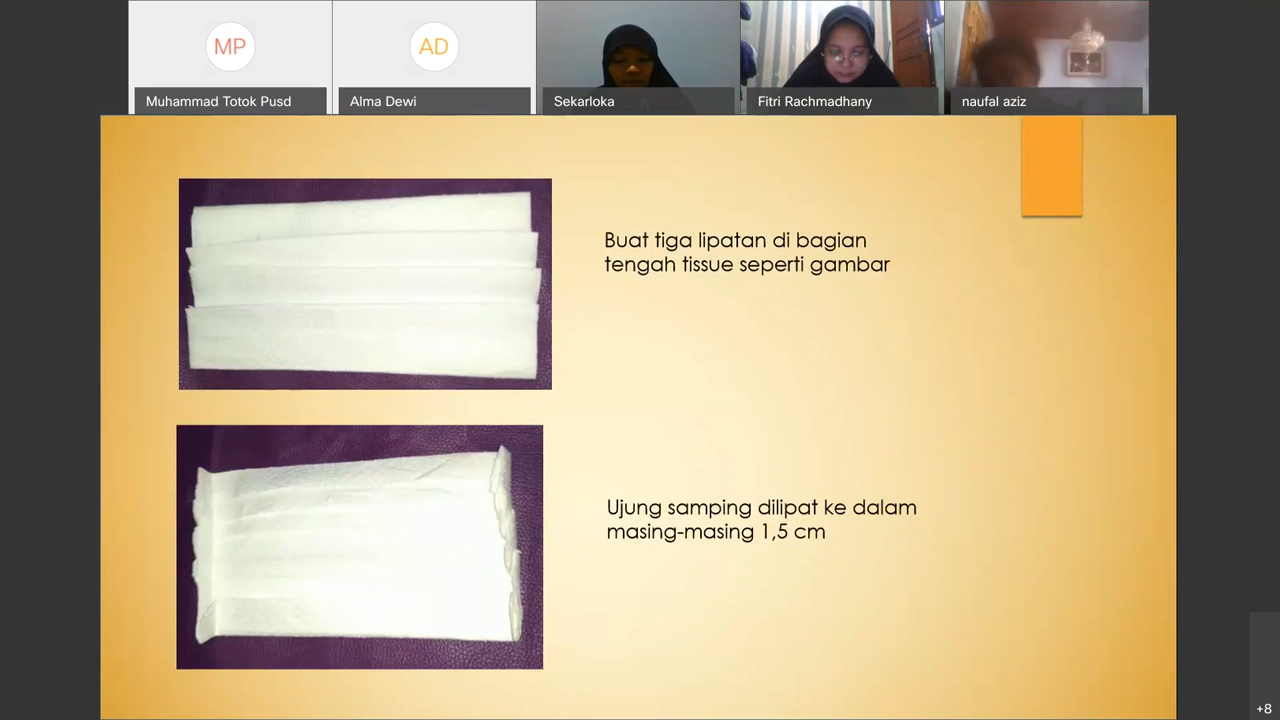 MP
AD
Muhammad Totok Pusd
Alma Dewi
Sekarloka
Fitri Rachmadhany
naufal aziz
Buat tiga lipatan di bagian
tengah tissue seperti gambar
Ujung samping dilipat ke dalam
masing-masing 1,5 cm
+8